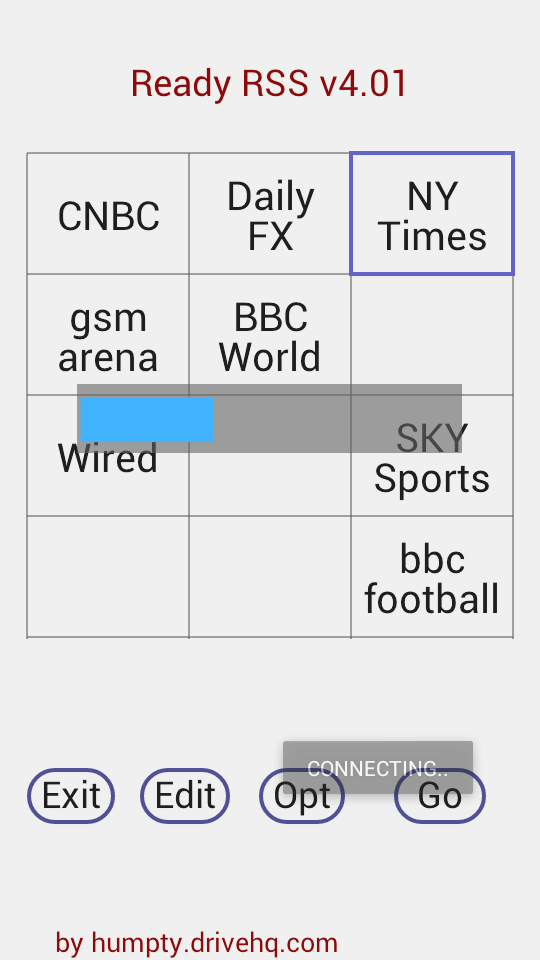 Ready RSS v4.01
CNBC
Daily
FX
NY
Times
gsm
arena
BBC
World
Wired
SKY
Sports
bbc
football
CONNECTING..
Exit
Edit
Opt
Go
by humpty.drivehq.com